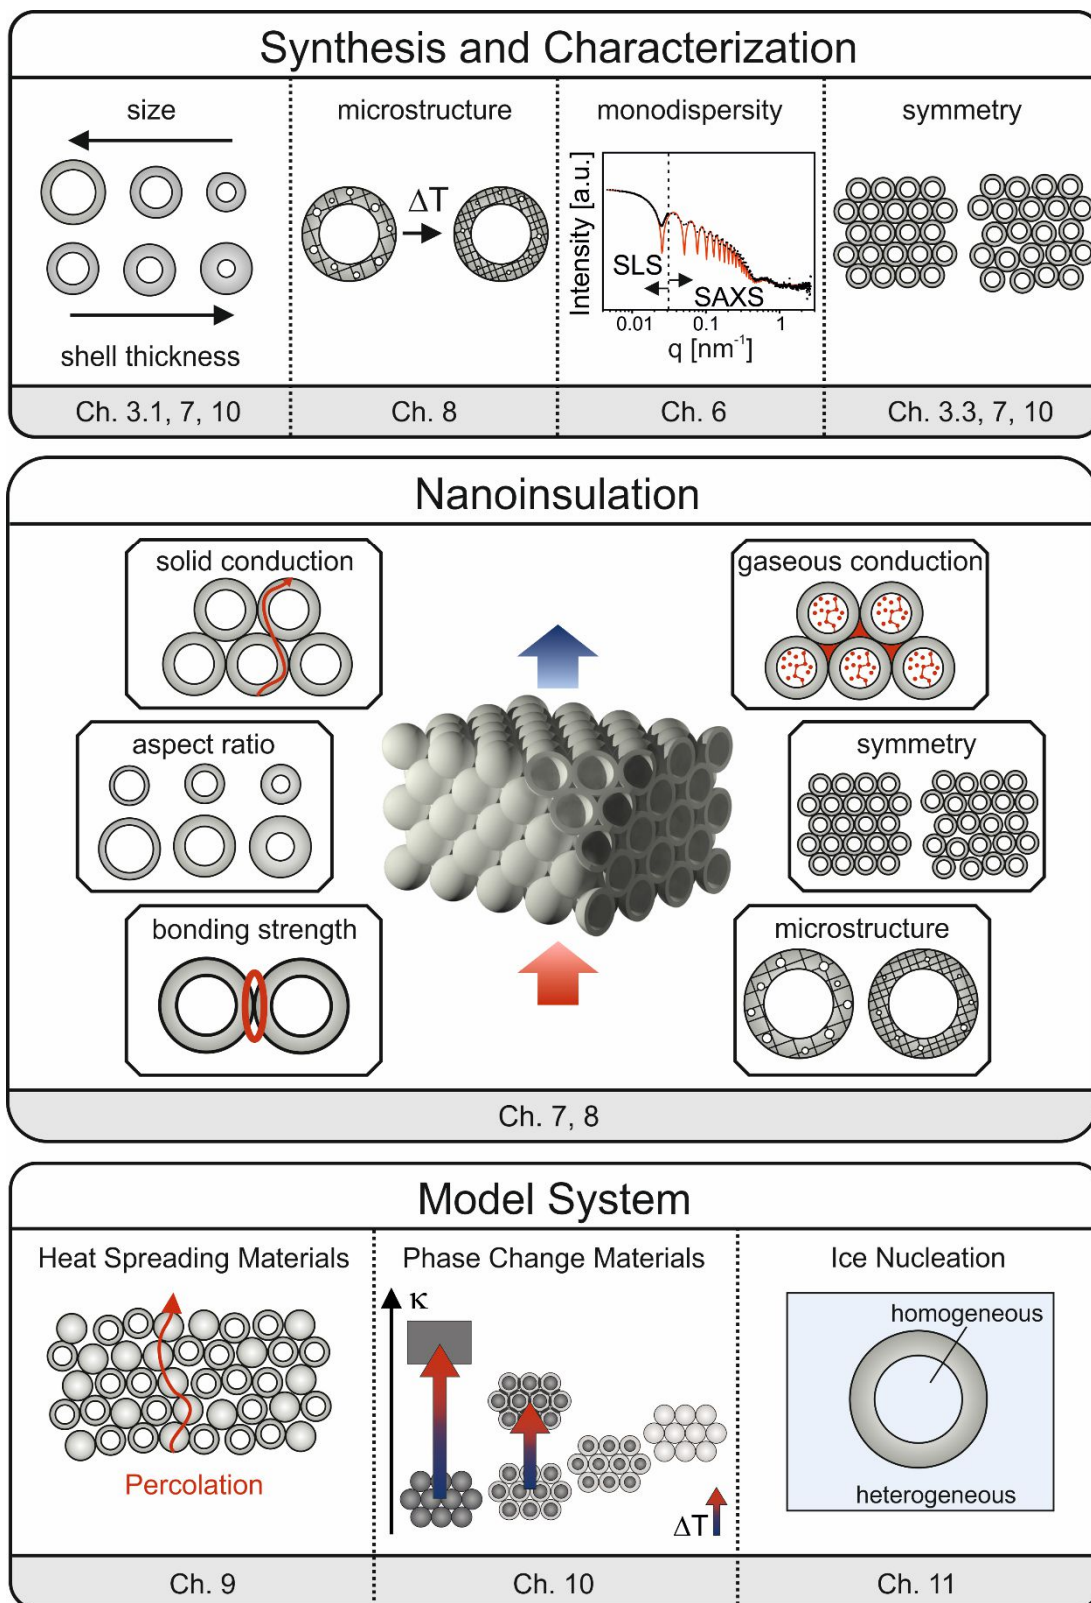 Synthesis and Characterization
size
shell thickness
Ch. 3.1, 7, 10
microstructure
ΔT
Ch. 8
monodispersity
Intensity [a.u.]
SLS
SAXS
0.01 0.1 1
q [nm⁻¹]
Ch. 6
symmetry
Ch. 3.3, 7, 10
Nanoinsulation
solid conduction
gaseous conduction
aspect ratio
symmetry
bonding strength
microstructure
Ch. 7, 8
Model System
Heat Spreading Materials
Percolation
Ch. 9
Phase Change Materials
κ
ΔT
Ch. 10
Ice Nucleation
homogeneous
heterogeneous
Ch. 11